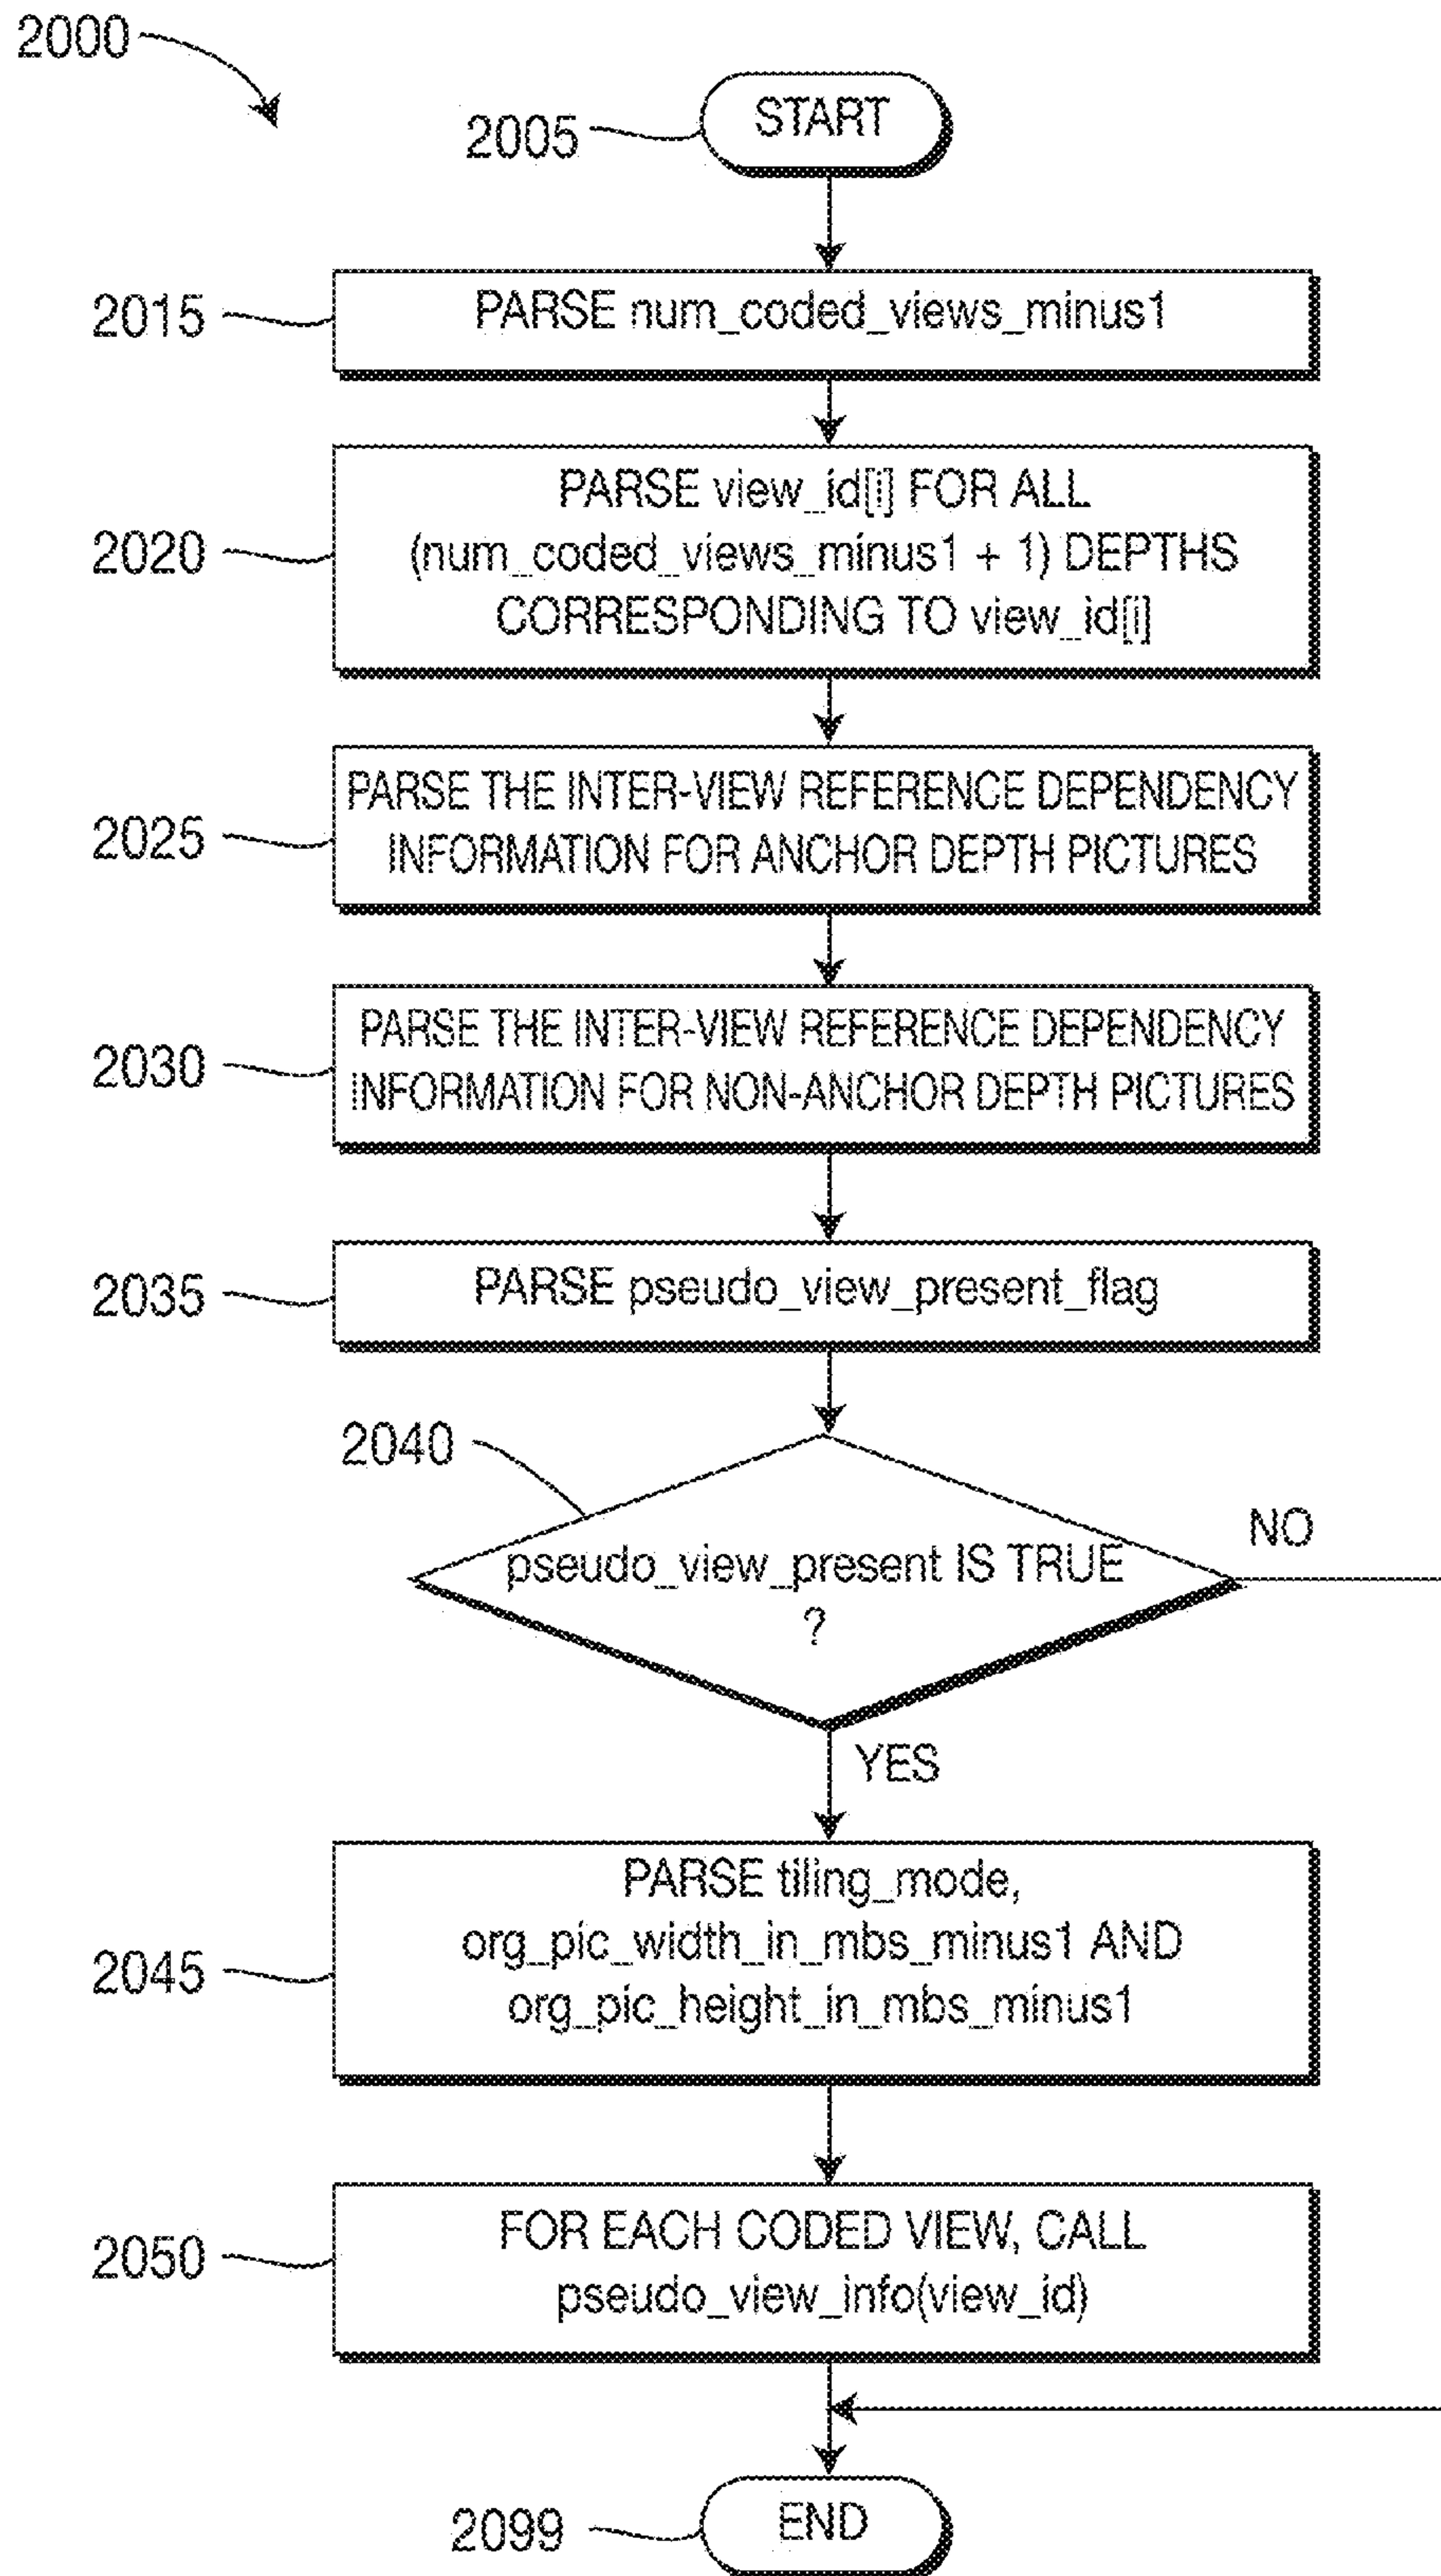 2000
2005
START
2015
PARSE num_coded_views_minus1
2020
PARSE view_id[i] FOR ALL
(num_coded_views_minus1 + 1) DEPTHS
CORRESPONDING TO view_id[i]
2025
PARSE THE INTER-VIEW REFERENCE DEPENDENCY
INFORMATION FOR ANCHOR DEPTH PICTURES
2030
PARSE THE INTER-VIEW REFERENCE DEPENDENCY
INFORMATION FOR NON-ANCHOR DEPTH PICTURES
2035
PARSE pseudo_view_present_flag
2040
pseudo_view_present IS TRUE
?
NO
YES
2045
PARSE tiling_mode,
org_pic_width_in_mbs_minus1 AND
org_pic_height_in_mbs_minus1
2050
FOR EACH CODED VIEW, CALL
pseudo_view_info(view_id)
2099
END